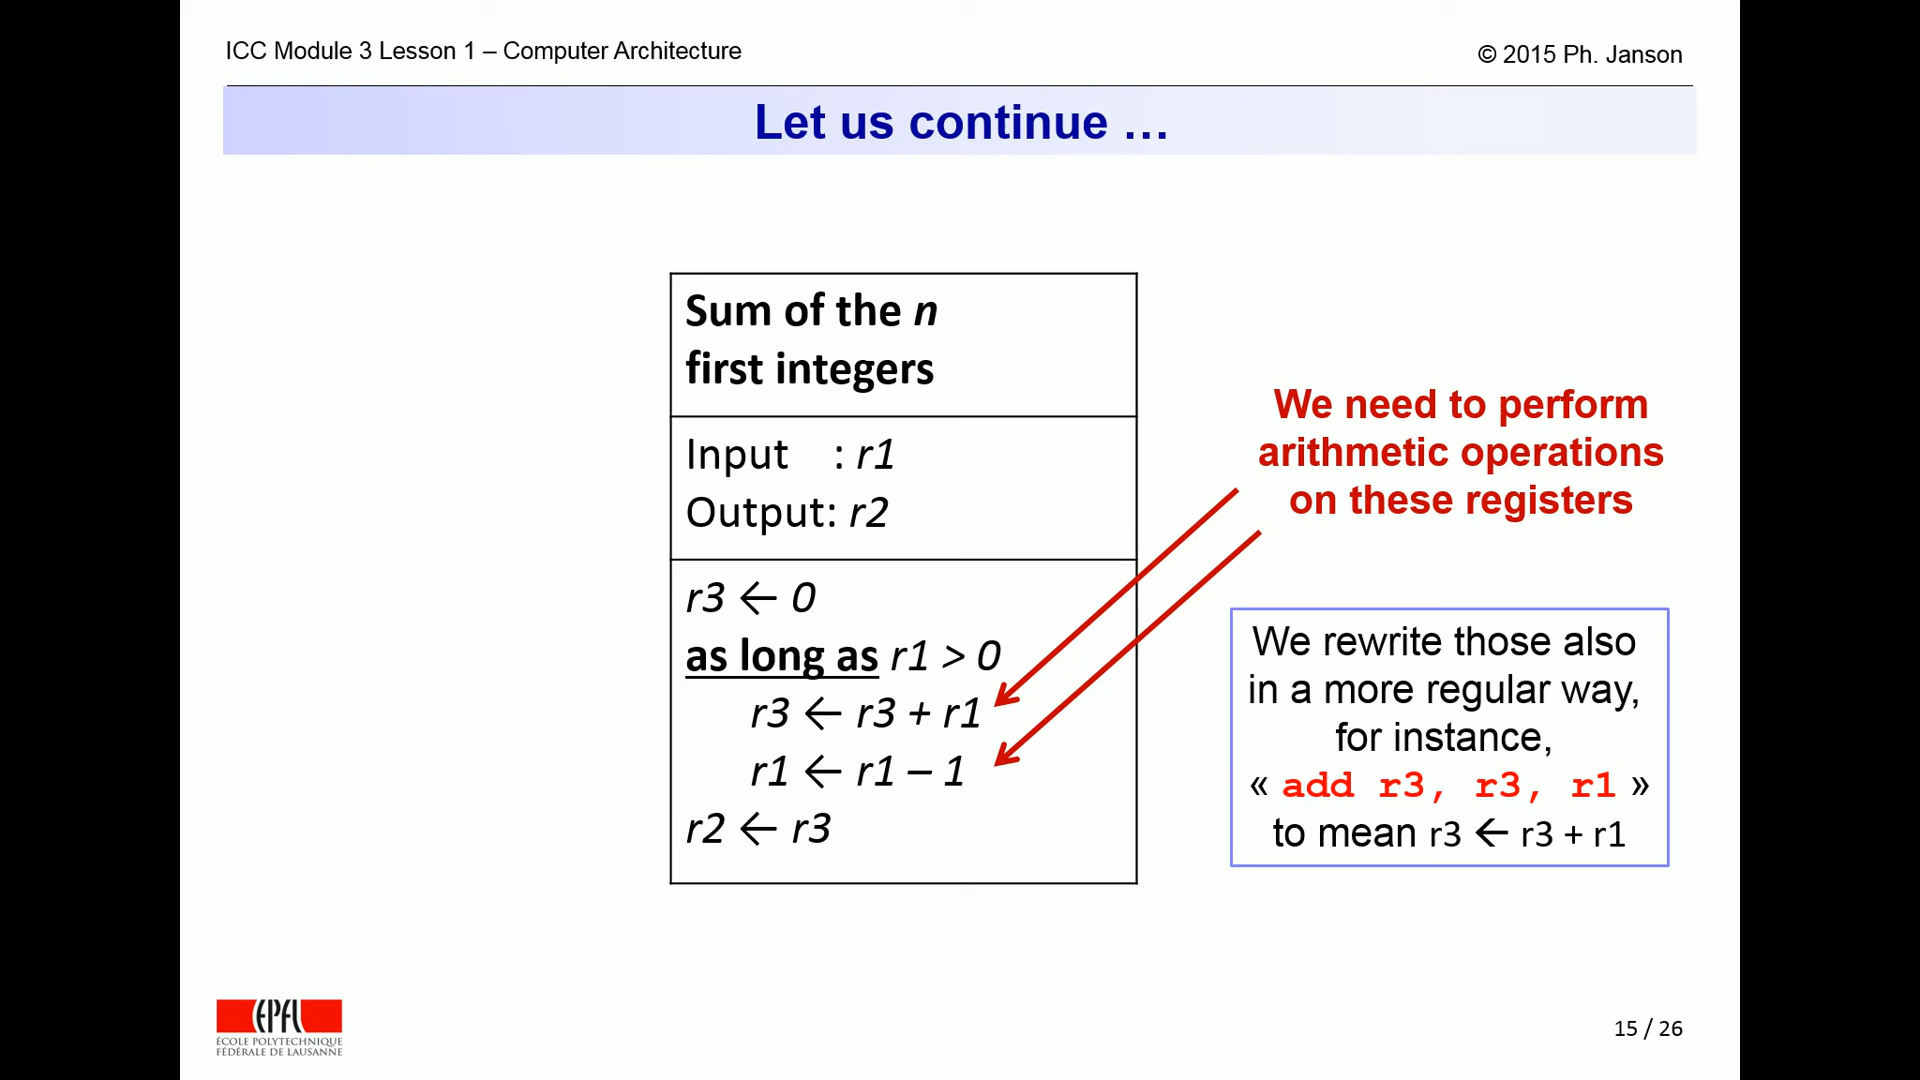 ICC Module 3 Lesson 1 – Computer Architecture
© 2015 Ph. Janson
Let us continue …
Sum of the n
first integers
Input : r1
Output: r2
r3 ← 0
as long as r1 > 0
r3 ← r3 + r1
r1 ← r1 – 1
r2 ← r3
We need to perform
arithmetic operations
on these registers
We rewrite those also
in a more regular way,
for instance,
« add r3, r3, r1 »
to mean r3 ← r3 + r1
EPFL
ÉCOLE POLYTECHNIQUE
FÉDÉRALE DE LAUSANNE
15 / 26